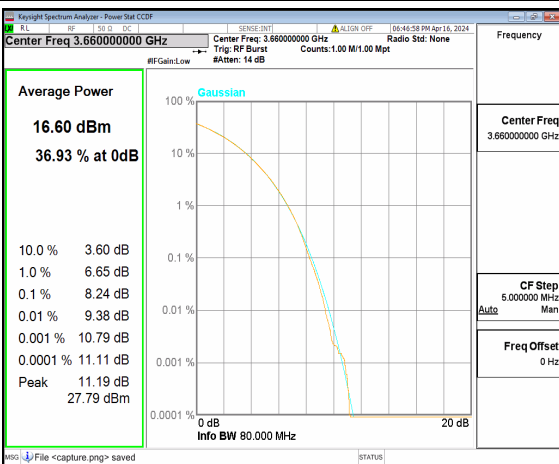 Keysight Spectrum Analyzer - Power Stat CCDF
LXI RL RF 50 Ω DC SENSE:INT ALIGN OFF 06:46:58 PM Apr 16, 2024
Center Freq 3.660000000 GHz
Center Freq: 3.660000000 GHz Radio Std: None
Trig: RF Burst Counts:1.00 M/1.00 Mpt
#IFGain:Low #Atten: 14 dB
Frequency
Center Freq
3.660000000 GHz
CF Step
5.000000 MHz
Auto Man
Freq Offset
0 Hz
Average Power
16.60 dBm
36.93 % at 0dB
10.0 % 3.60 dB
1.0 % 6.65 dB
0.1 % 8.24 dB
0.01 % 9.38 dB
0.001 % 10.79 dB
0.0001 % 11.11 dB
Peak 11.19 dB
27.79 dBm
Gaussian
100 %
10 %
1 %
0.1 %
0.01 %
0.001 %
0.0001 %
0 dB 20 dB
Info BW 80.000 MHz
MSG File <capture.png> saved STATUS